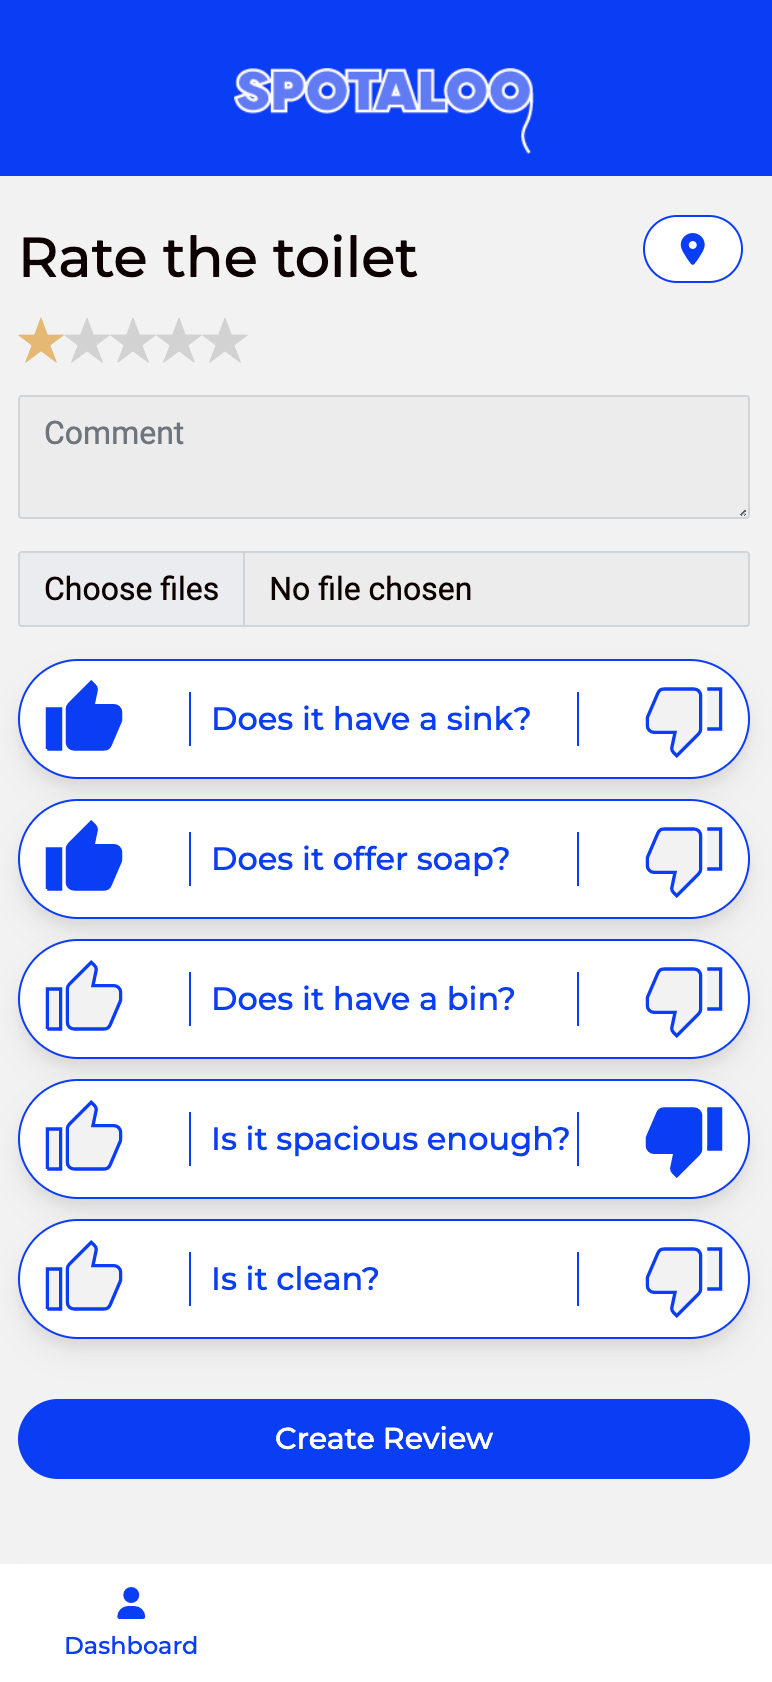 SPOTALOO
Rate the toilet
Comment
Choose files No file chosen
Does it have a sink?
Does it offer soap?
Does it have a bin?
Is it spacious enough?
Is it clean?
Create Review
Dashboard